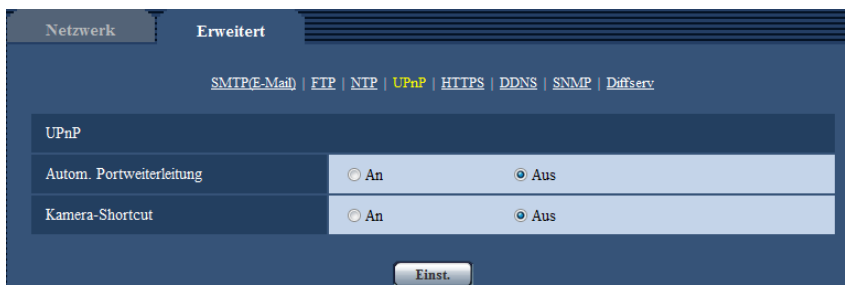 Netzwerk Erweitert
SMTP(E-Mail) | FTP | NTP | UPnP | HTTPS | DDNS | SNMP | Diffserv
UPnP
Autom. Portweiterleitung An Aus
Kamera-Shortcut An Aus
Einst.